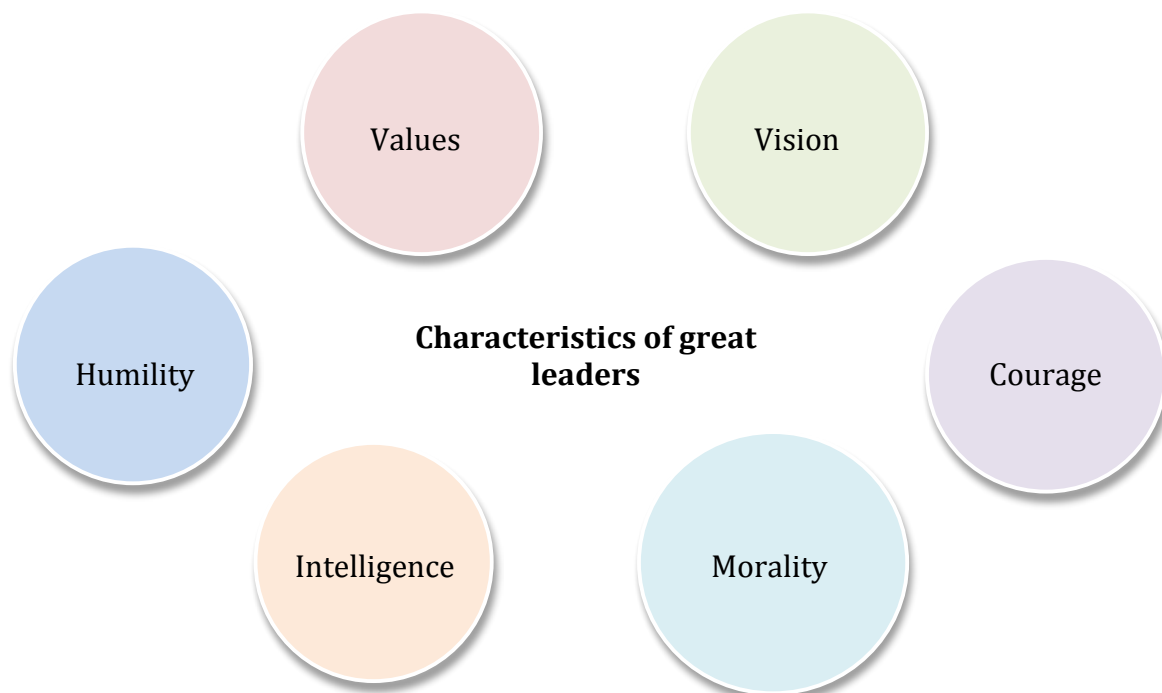 Values
Vision
Characteristics of great
leaders
Humility
Courage
Intelligence
Morality